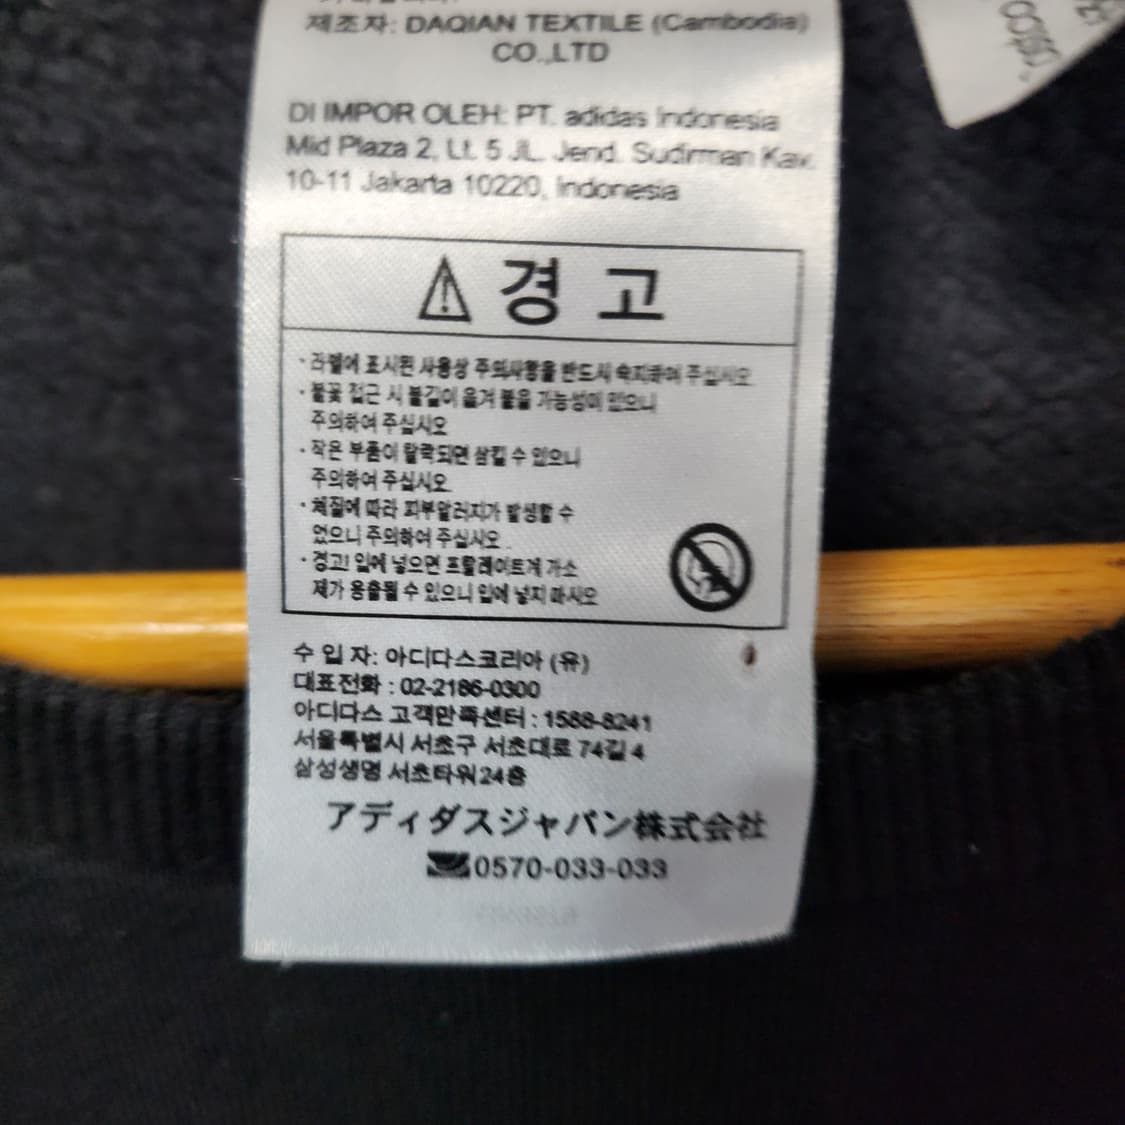 제조자: DAQIAN TEXTILE (Cambodia)
CO.,LTD
DI IMPOR OLEH: PT. adidas Indonesia
Mid Plaza 2, Lt. 5 JL. Jend. Sudirman Kav.
10-11 Jakarta 10220, Indonesia
경 고
· 라벨에 표시된 사용상 주의사항을 반드시 숙지하여 주십시오
· 불꽃 접근 시 불길이 옮겨 붙을 가능성이 있으니
주의하여 주십시오
· 작은 부품이 탈락되면 삼킬 수 있으니
주의하여 주십시오
· 체질에 따라 피부알러지가 발생할 수
있으니 주의하여 주십시오.
· 경고! 입에 넣으면 프탈레이트계 가소
제가 용출될 수 있으니 입에 넣지 마시오
수 입 자: 아디다스코리아 (유)
대표전화 : 02-2186-0300
아디다스 고객만족센터 : 1588-8241
서울특별시 서초구 서초대로 74길 4
삼성생명 서초타워24층
アディダスジャパン株式会社
0570-033-033